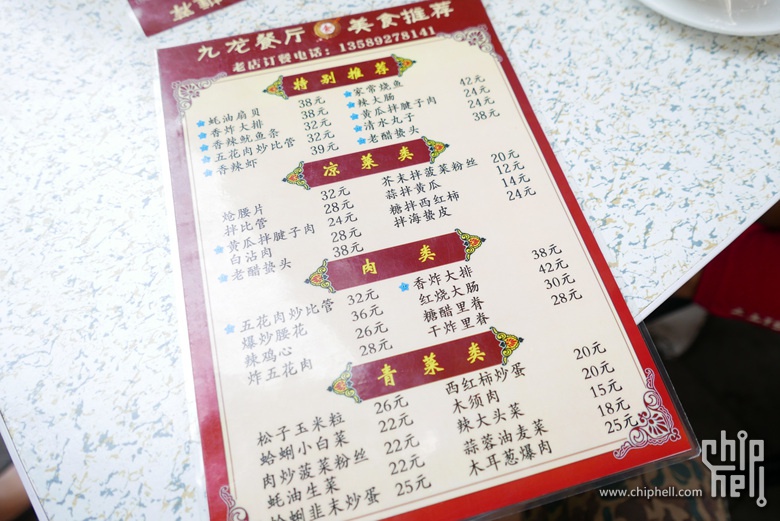 九龙餐厅 美食推荐
老店订餐电话：13589278141
特别推荐
★蚝油扇贝 38元 ★家常烧鱼 42元
★香炸大排 38元 ★辣大肠 24元
★香辣鱿鱼条 32元 ★黄瓜拌腱子肉 24元
★五花肉炒比管 32元 ★清水丸子 38元
★香辣虾 39元 ★老醋蛰头
凉菜类
炝腰片 32元 芥末拌菠菜粉丝 20元
拌比管 28元 蒜拌黄瓜 12元
★黄瓜拌腱子肉 24元 糖拌西红柿 14元
白沾肉 28元 拌海蛰皮 24元
★老醋蛰头 38元
肉类
★五花肉炒比管 32元 ★香炸大排 38元
爆炒腰花 36元 红烧大肠 42元
辣鸡心 26元 糖醋里脊 30元
炸五花肉 28元 干炸里脊 28元
青菜类
松子玉米粒 26元 西红柿炒蛋 20元
蛤蜊小白菜 22元 木须肉 20元
肉炒菠菜粉丝 22元 辣大头菜 15元
蚝油生菜 22元 蒜蓉油麦菜 18元
蛤蜊韭末炒蛋 25元 木耳葱爆肉 25元
chip hell
www.chiphell.com